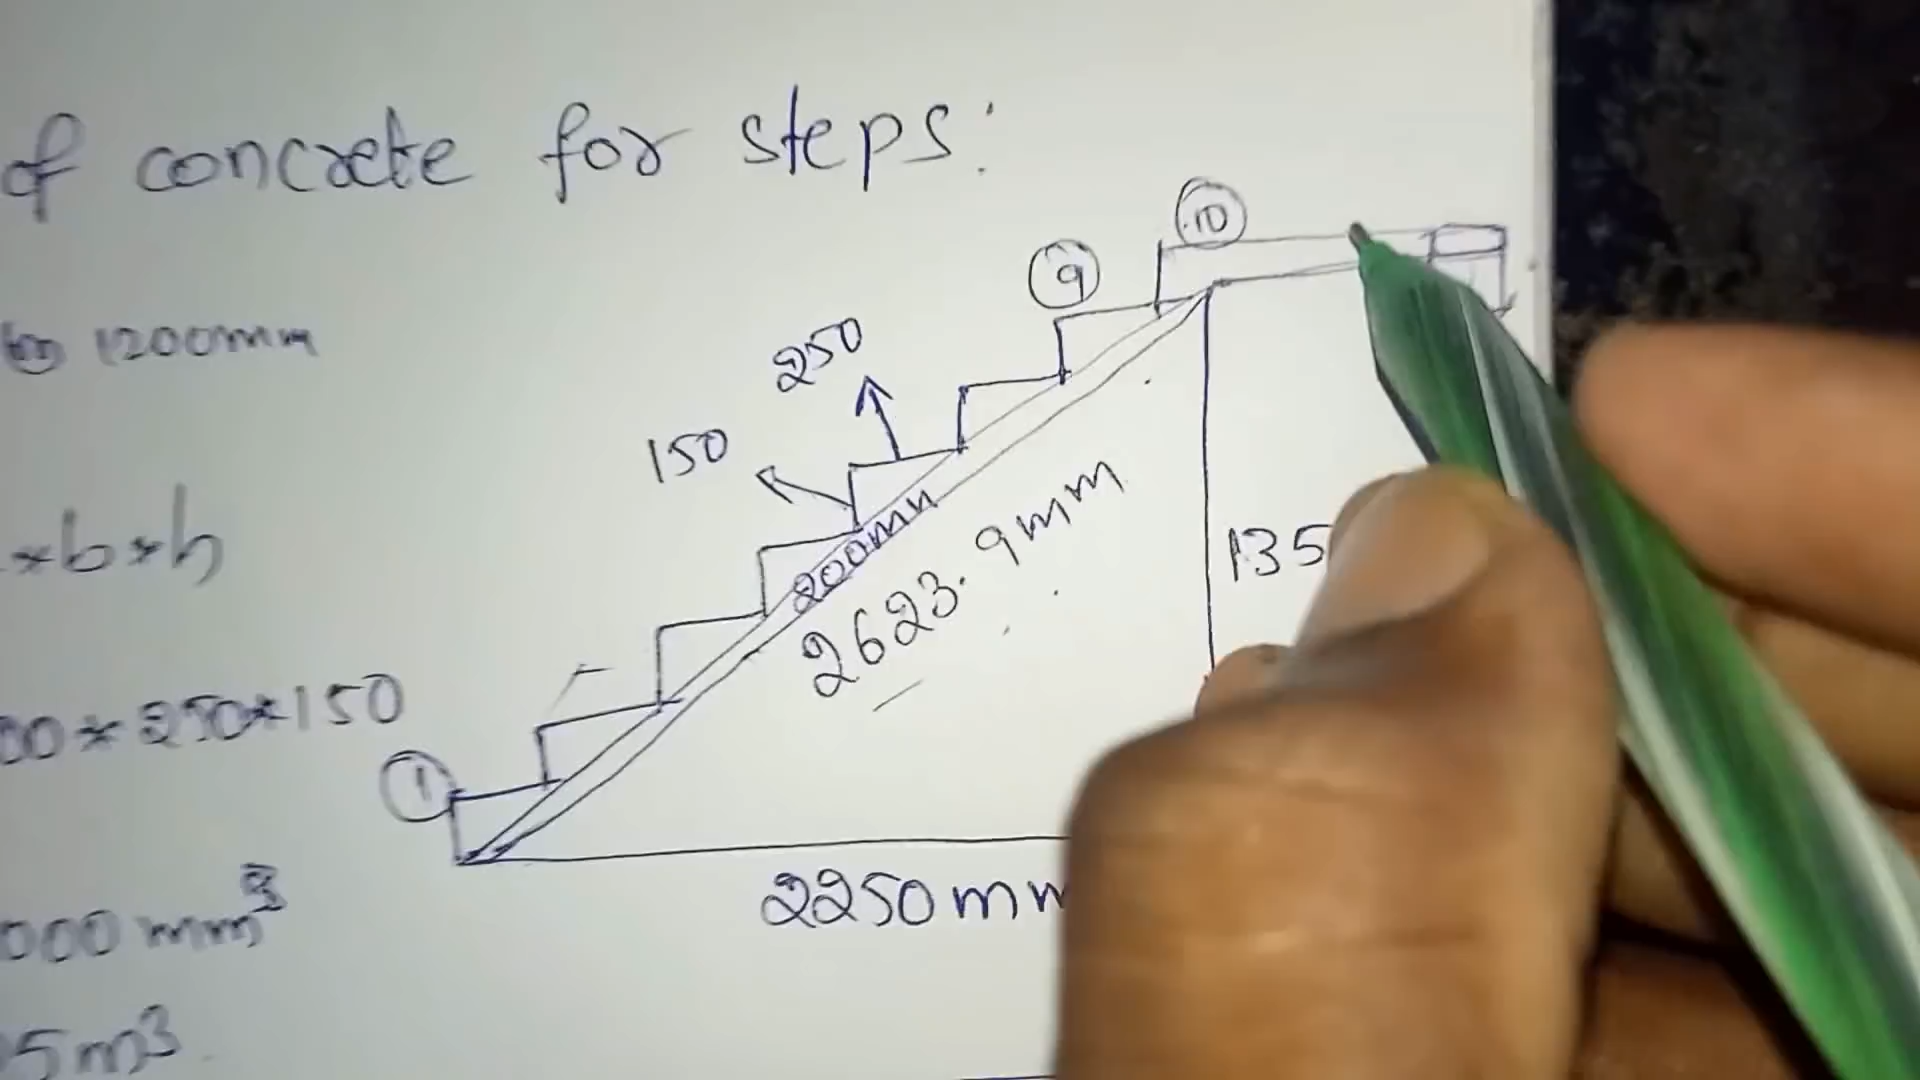 of concrete for steps:
1200mm
*b*h
00*250*150
000 mm³
5m³
10
9
250
150
200mm
2623.9mm
135
1
2250mm